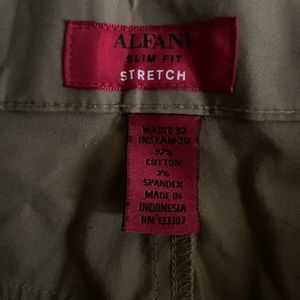 ALFANI
SLIM FIT
STRETCH
WAIST 32
INSEAM 30
97%
COTTON
3%
SPANDEX
MADE IN
INDONESIA
RN 133387